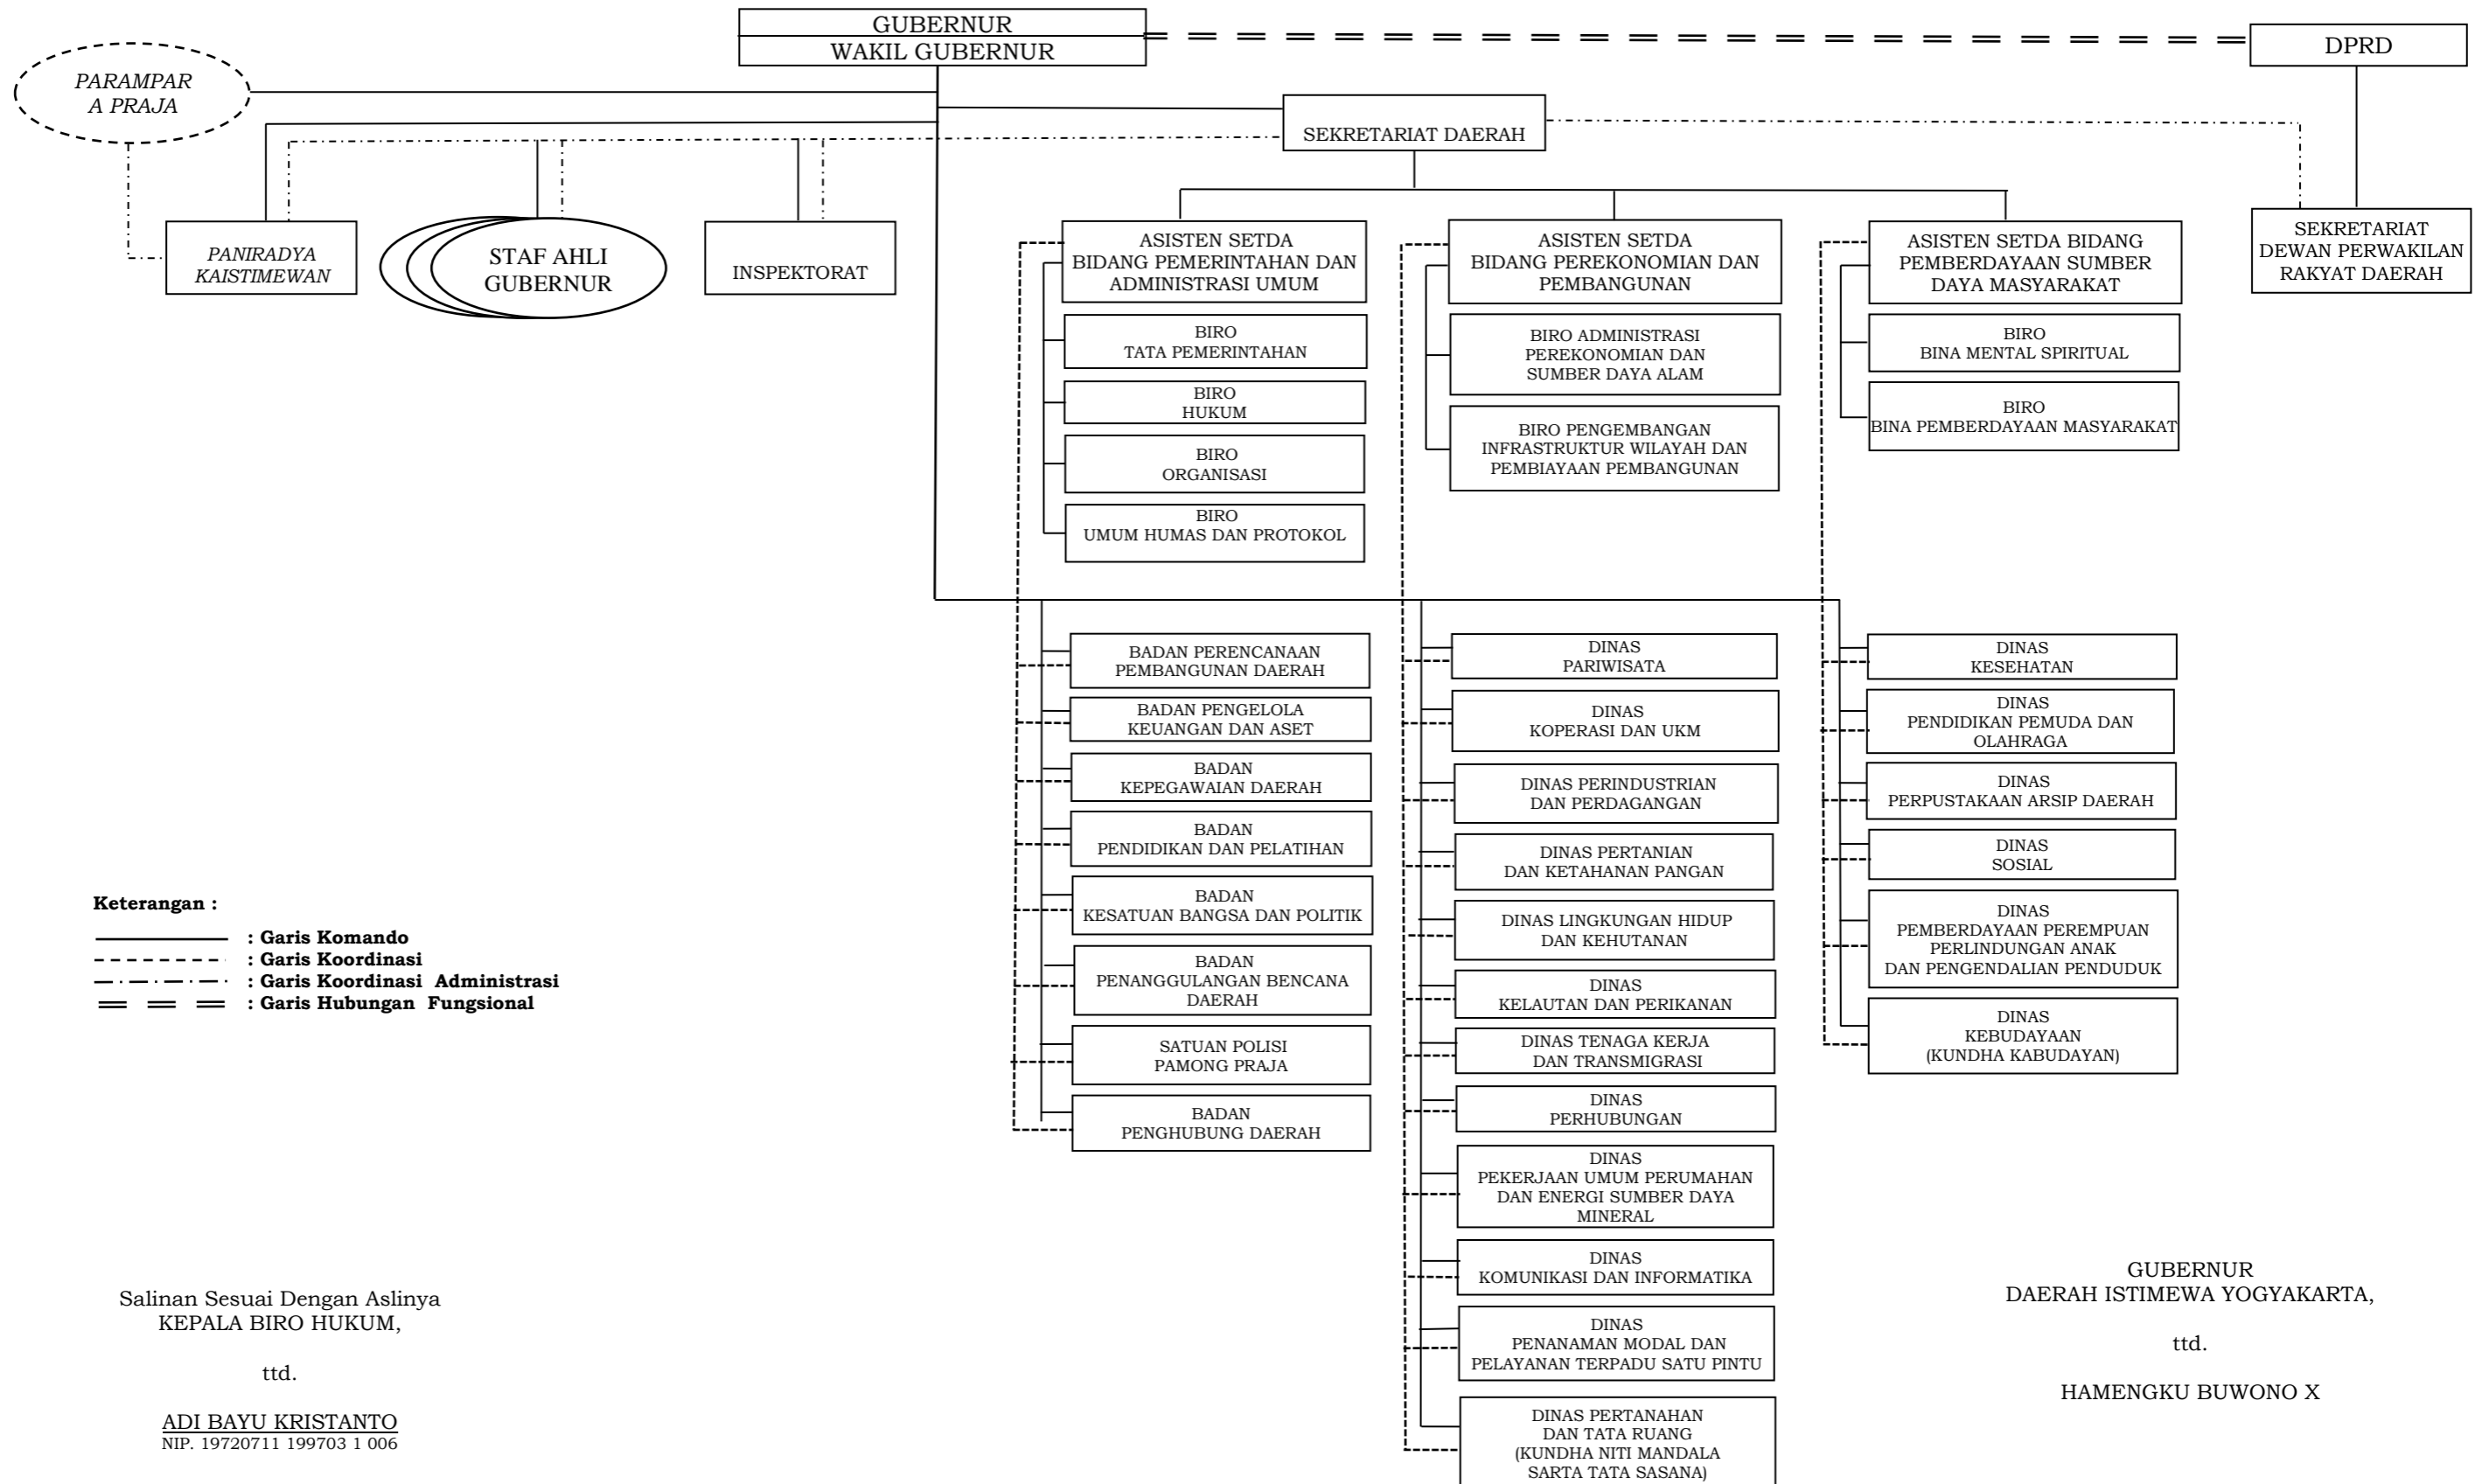 GUBERNUR
WAKIL GUBERNUR
DPRD
PARAMPAR
A PRAJA
SEKRETARIAT DAERAH
PANIRADYA
KAISTIMEWAN
STAF AHLI
GUBERNUR
INSPEKTORAT
ASISTEN SETDA
BIDANG PEMERINTAHAN DAN
ADMINISTRASI UMUM
ASISTEN SETDA
BIDANG PEREKONOMIAN DAN
PEMBANGUNAN
ASISTEN SETDA BIDANG
PEMBERDAYAAN SUMBER
DAYA MASYARAKAT
SEKRETARIAT
DEWAN PERWAKILAN
RAKYAT DAERAH
BIRO
TATA PEMERINTAHAN
BIRO
HUKUM
BIRO
ORGANISASI
BIRO
UMUM HUMAS DAN PROTOKOL
BIRO ADMINISTRASI
PEREKONOMIAN DAN
SUMBER DAYA ALAM
BIRO PENGEMBANGAN
INFRASTRUKTUR WILAYAH DAN
PEMBIAYAAN PEMBANGUNAN
BIRO
BINA MENTAL SPIRITUAL
BIRO
BINA PEMBERDAYAAN MASYARAKAT
BADAN PERENCANAAN
PEMBANGUNAN DAERAH
BADAN PENGELOLA
KEUANGAN DAN ASET
BADAN
KEPEGAWAIAN DAERAH
BADAN
PENDIDIKAN DAN PELATIHAN
BADAN
KESATUAN BANGSA DAN POLITIK
BADAN
PENANGGULANGAN BENCANA
DAERAH
SATUAN POLISI
PAMONG PRAJA
BADAN
PENGHUBUNG DAERAH
DINAS
PARIWISATA
DINAS
KOPERASI DAN UKM
DINAS PERINDUSTRIAN
DAN PERDAGANGAN
DINAS PERTANIAN
DAN KETAHANAN PANGAN
DINAS LINGKUNGAN HIDUP
DAN KEHUTANAN
DINAS
KELAUTAN DAN PERIKANAN
DINAS TENAGA KERJA
DAN TRANSMIGRASI
DINAS
PERHUBUNGAN
DINAS
PEKERJAAN UMUM PERUMAHAN
DAN ENERGI SUMBER DAYA
MINERAL
DINAS
KOMUNIKASI DAN INFORMATIKA
DINAS
PENANAMAN MODAL DAN
PELAYANAN TERPADU SATU PINTU
DINAS PERTANAHAN
DAN TATA RUANG
(KUNDHA NITI MANDALA
SARTA TATA SASANA)
DINAS
KESEHATAN
DINAS
PENDIDIKAN PEMUDA DAN
OLAHRAGA
DINAS
PERPUSTAKAAN ARSIP DAERAH
DINAS
SOSIAL
DINAS
PEMBERDAYAAN PEREMPUAN
PERLINDUNGAN ANAK
DAN PENGENDALIAN PENDUDUK
DINAS
KEBUDAYAAN
(KUNDHA KABUDAYAN)
Keterangan :
: Garis Komando
: Garis Koordinasi
: Garis Koordinasi Administrasi
: Garis Hubungan Fungsional
Salinan Sesuai Dengan Aslinya
KEPALA BIRO HUKUM,
ttd.
ADI BAYU KRISTANTO
NIP. 19720711 199703 1 006
GUBERNUR
DAERAH ISTIMEWA YOGYAKARTA,
ttd.
HAMENGKU BUWONO X